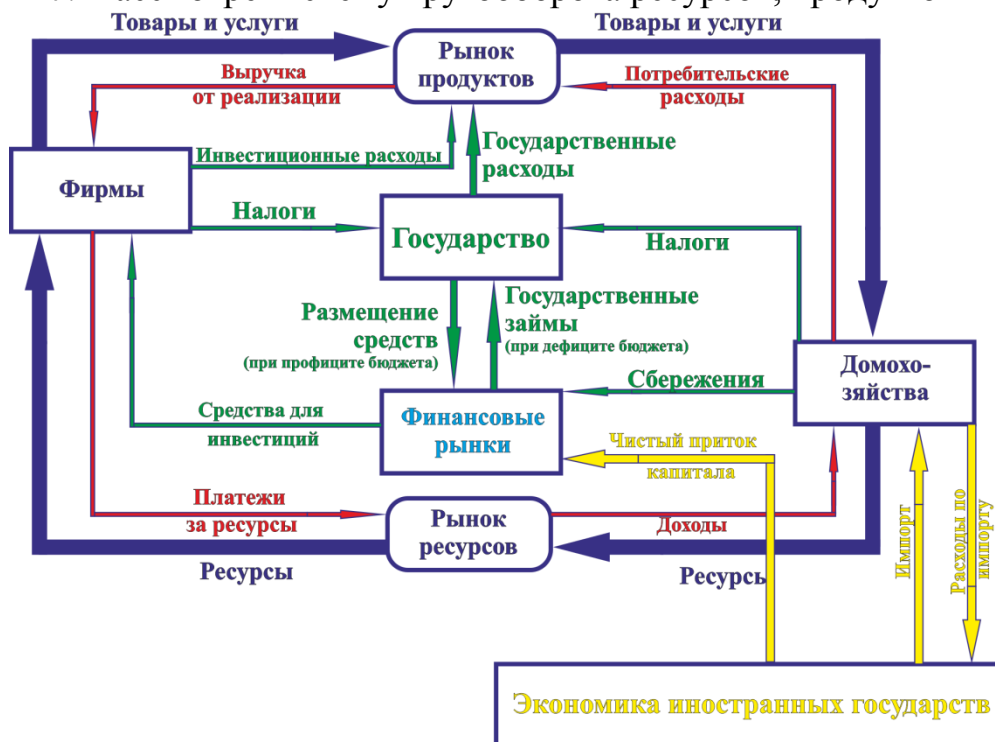 Товары и услуги
Товары и услуги
Рынок
продуктов
Выручка
от реализации
Потребительские
расходы
Инвестиционные расходы
Государственные
расходы
Фирмы
Налоги
Государство
Налоги
Размещение
средств
(при профиците бюджета)
Государственные
займы
(при дефиците бюджета)
Домохо-
зяйства
Сбережения
Средства для
инвестиций
Финансовые
рынки
Чистый приток
капитала
Платежи
за ресурсы
Рынок
ресурсов
Доходы
Ресурсы
Ресурсы
Импорт
Расходы по
импорту
Экономика иностранных государств